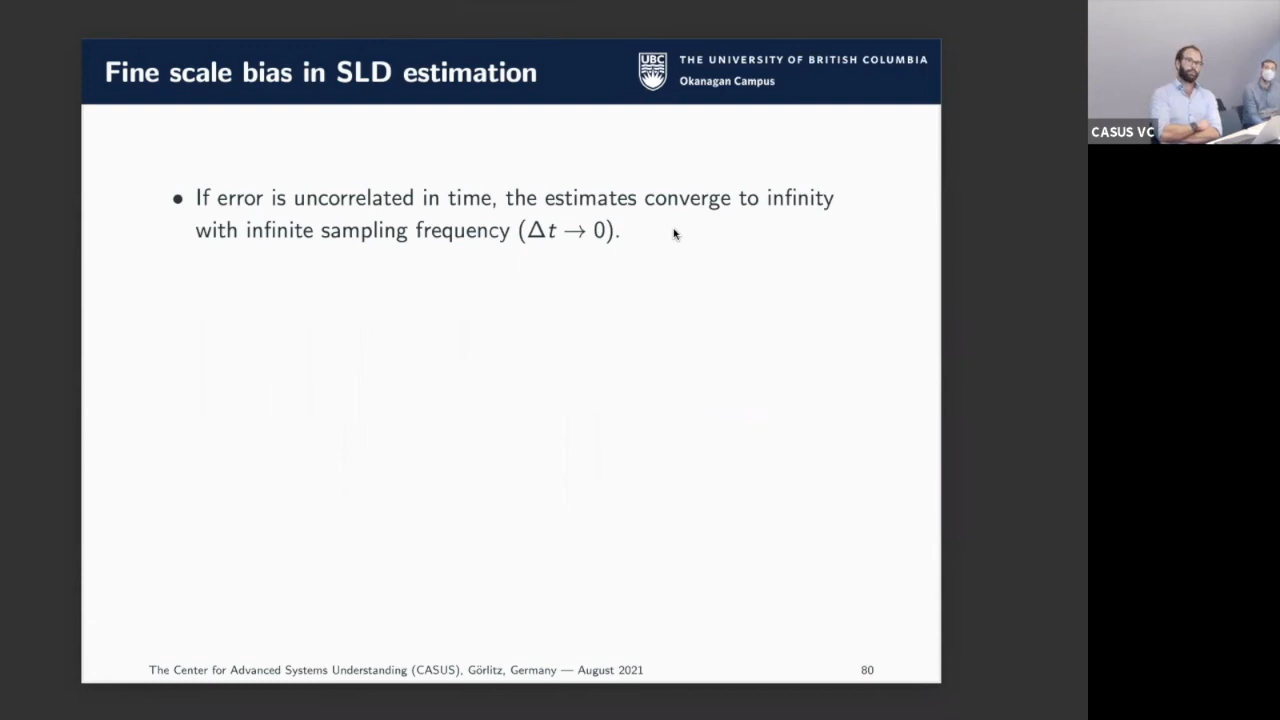 Fine scale bias in SLD estimation
UBC
THE UNIVERSITY OF BRITISH COLUMBIA
Okanagan Campus
CASUS VC
• If error is uncorrelated in time, the estimates converge to infinity
with infinite sampling frequency (Δt → 0).
The Center for Advanced Systems Understanding (CASUS), Görlitz, Germany — August 2021
80